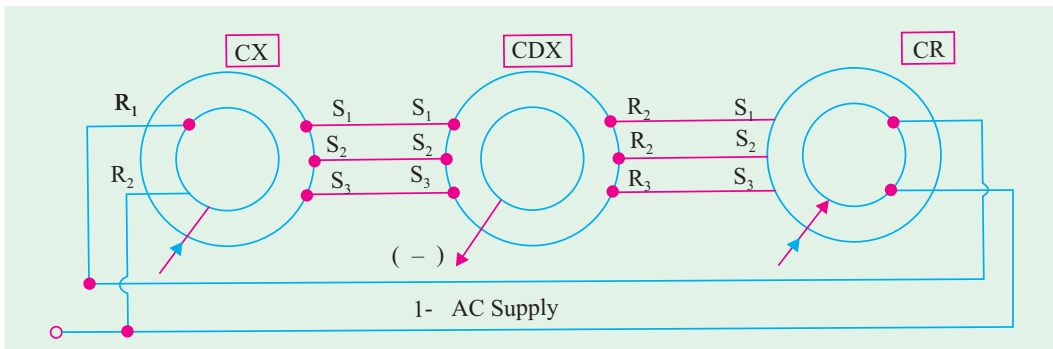 CX
CDX
CR
R1
S1
S1
R2
S1
S2
S2
R2
S2
R2
S3
S3
R3
S3
( – )
1- AC Supply